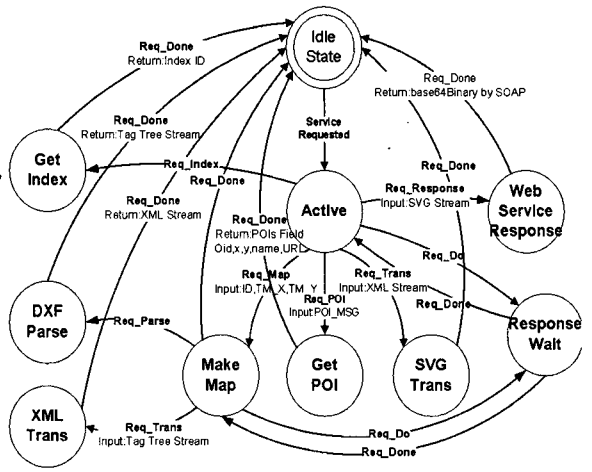 Idle
State
Req_Done
Return:Index ID
Req_Done
Return:base64Binary by SOAP
Req_Done
Return:Tag Tree Stream
Service
Requested
Get
Index
Req_Index
Req_Done
Req_Done
Req_Response
Input:SVG Stream
Web
Service
Response
Req_Done
Return:XML Stream
Active
Req_Done
Return:POIs Field
Oid,x,y,name,URL
Req_Do
Req_Map
Input:ID,TM_X,TM_Y
Req_Trans
Input:XML Stream
Req_POI
Input:POI_MSG
Req_Done
DXF
Parse
Req_Parse
Response
Wait
Make
Map
Get
POI
SVG
Trans
XML
Trans
Req_Trans
Input:Tag Tree Stream
Req_Do
Req_Done